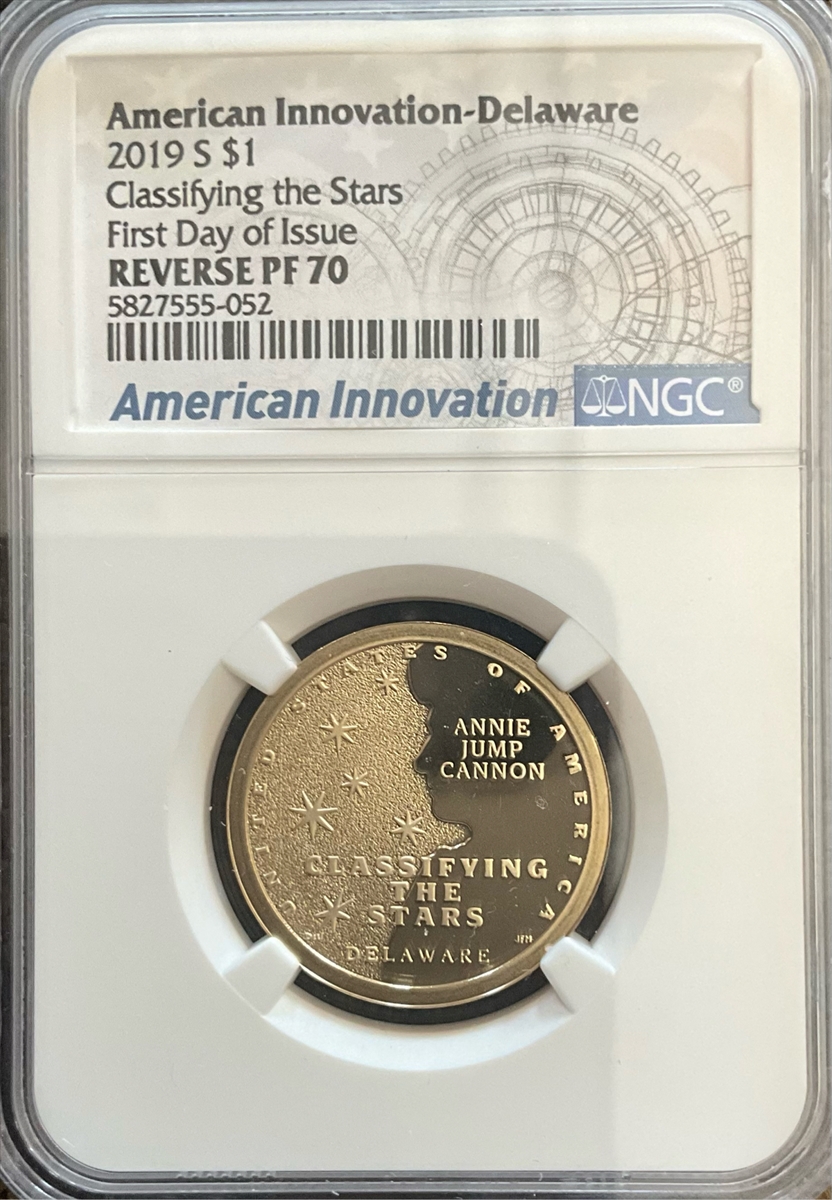 American Innovation-Delaware
2019 S $1
Classifying the Stars
First Day of Issue
REVERSE PF 70
5827555-052
American Innovation NGC®
UNITED STATES OF AMERICA
ANNIE
JUMP
CANNON
CLASSIFYING
THE
STARS
DELAWARE